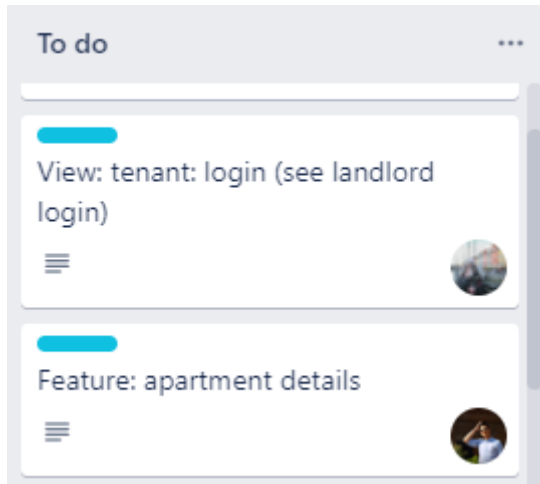 To do
View: tenant: login (see landlord
login)
Feature: apartment details